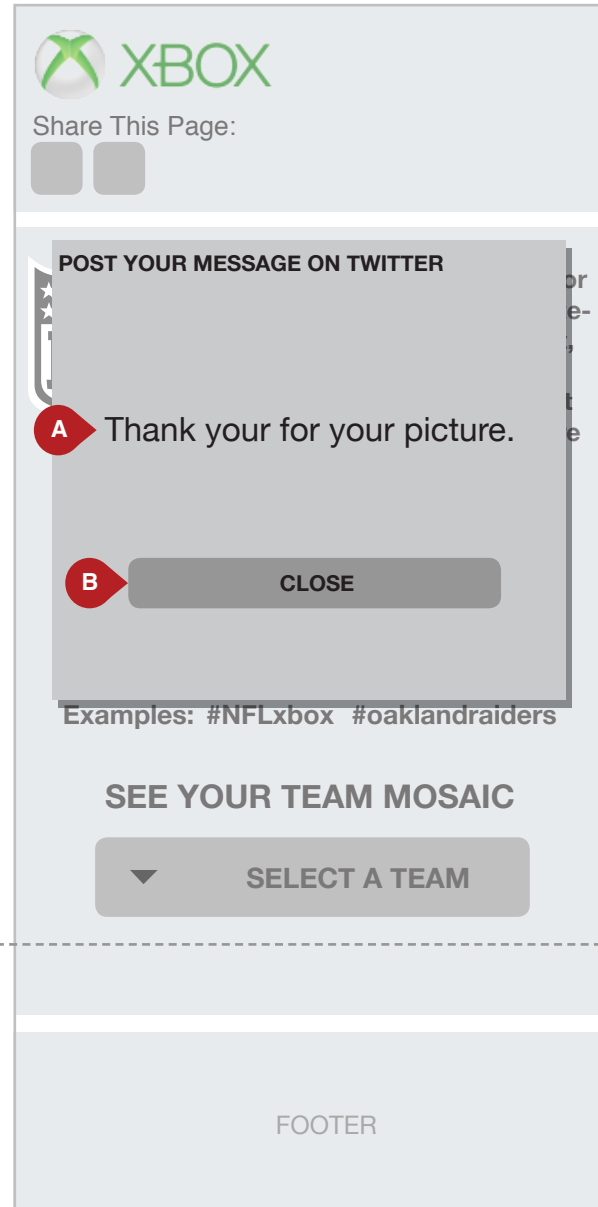 XBOX
Share This Page:
POST YOUR MESSAGE ON TWITTER
or
e-
t
e
A Thank your for your picture.
B CLOSE
Examples: #NFLxbox #oaklandraiders
SEE YOUR TEAM MOSAIC
SELECT A TEAM
FOOTER